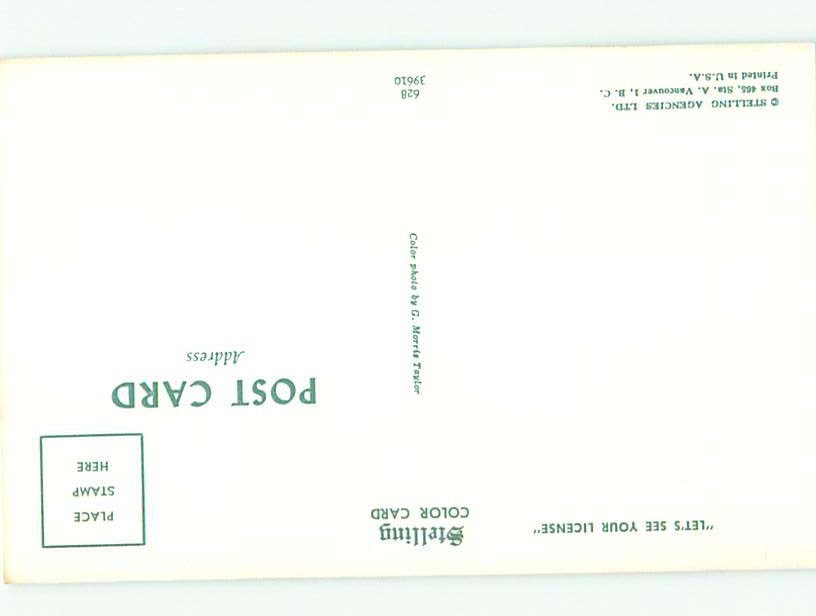 "LET'S SEE YOUR LICENSE"
Stelling
COLOR CARD
PLACE
STAMP
HERE
POST CARD
Address
Color photo by G. Morris Taylor
© STELLING AGENCIES LTD.
Box 465, Sta. A. Vancouver 1, B. C.
Printed in U.S.A.
628
39610